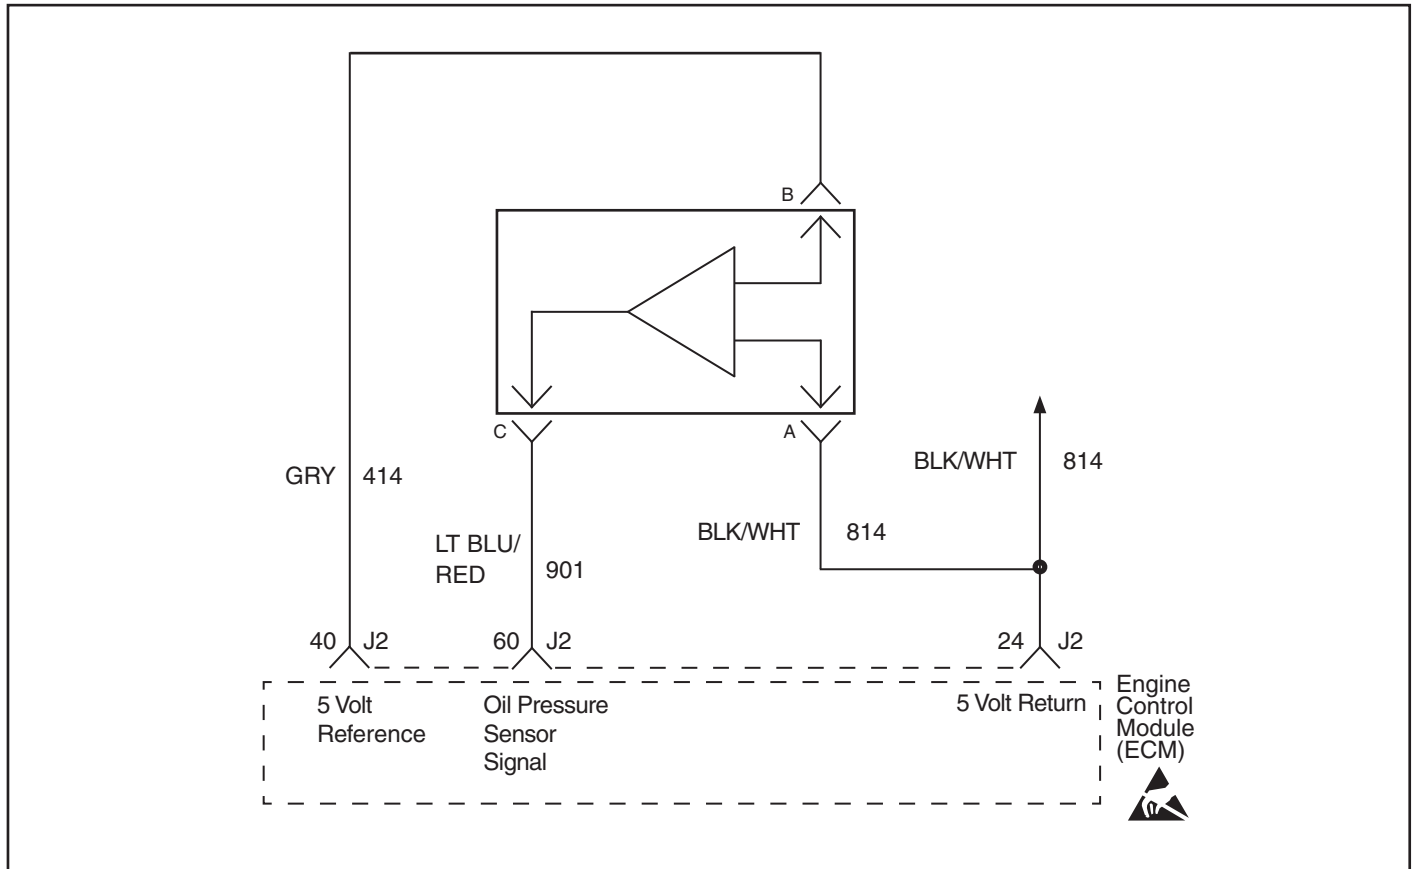 B
C
A
GRY 414
BLK/WHT 814
BLK/WHT 814
LT BLU/
RED
901
40 J2
60 J2
24 J2
5 Volt
Reference
Oil Pressure
Sensor
Signal
5 Volt Return
Engine
Control
Module
(ECM)